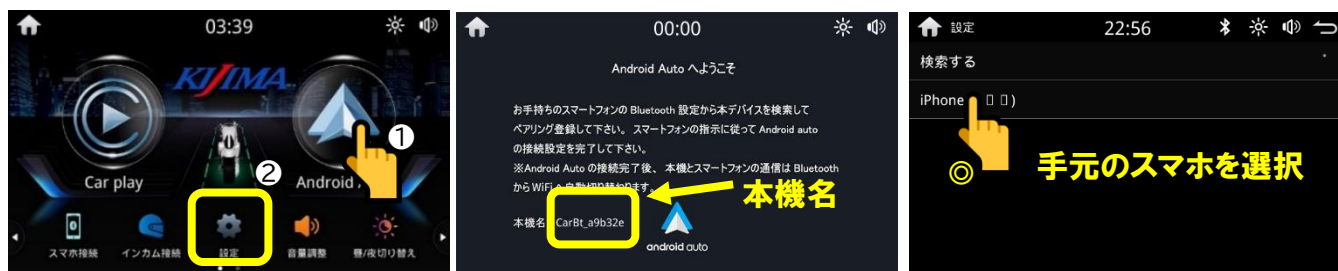 03:39
KIJIMA
①
②
Car play
Android
スマホ接続
インカム接続
設定
音量調整
昼/夜切り替え
00:00
Android Auto へようこそ
お手持ちのスマートフォンの Bluetooth 設定から本デバイスを検索して
ペアリング登録して下さい。スマートフォンの指示に従って Android auto
の接続設定を完了して下さい。
※Android Auto の接続完了後、本機とスマートフォンの通信は Bluetooth
から WiFi へ自動切り替わります。
本機名
本機名 CarBt_a9b32e
android auto
設定
22:56
検索する
iPhone
◎
手元のスマホを選択